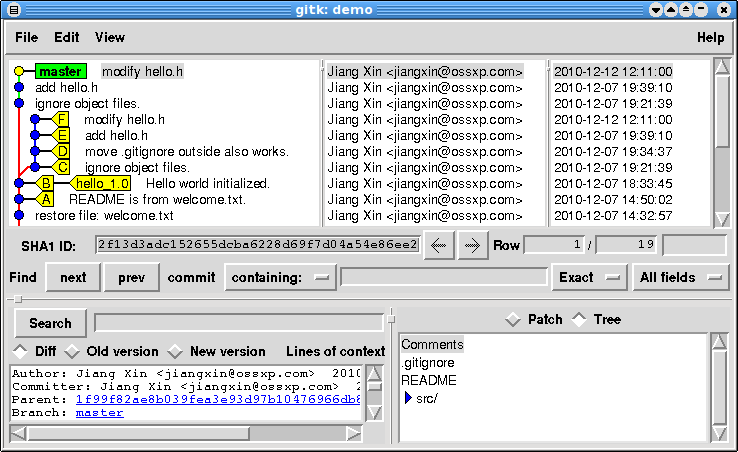 gitk: demo
File Edit View Help
master modify hello.h Jiang Xin <jiangxin@ossxp.com> 2010-12-12 12:11:00
add hello.h Jiang Xin <jiangxin@ossxp.com> 2010-12-07 19:39:10
ignore object files. Jiang Xin <jiangxin@ossxp.com> 2010-12-07 19:21:39
F modify hello.h Jiang Xin <jiangxin@ossxp.com> 2010-12-12 12:11:00
E add hello.h Jiang Xin <jiangxin@ossxp.com> 2010-12-07 19:39:10
D move .gitignore outside also works. Jiang Xin <jiangxin@ossxp.com> 2010-12-07 19:34:37
C ignore object files. Jiang Xin <jiangxin@ossxp.com> 2010-12-07 19:21:39
B hello_1.0 Hello world initialized. Jiang Xin <jiangxin@ossxp.com> 2010-12-07 18:33:45
A README is from welcome.txt. Jiang Xin <jiangxin@ossxp.com> 2010-12-07 14:50:02
restore file: welcome.txt Jiang Xin <jiangxin@ossxp.com> 2010-12-07 14:32:57
SHA1 ID: 2f13d3adc152655dcba6228d69f7d04a54e86ee2 Row 1 / 19
Find next prev commit containing: Exact All fields
Search
Diff Old version New version Lines of context
Author: Jiang Xin <jiangxin@ossxp.com> 2010
Committer: Jiang Xin <jiangxin@ossxp.com> 2
Parent: 1f99f82ae8b039fea3e93d97b10476966db8
Branch: master
Patch Tree
Comments
.gitignore
README
src/